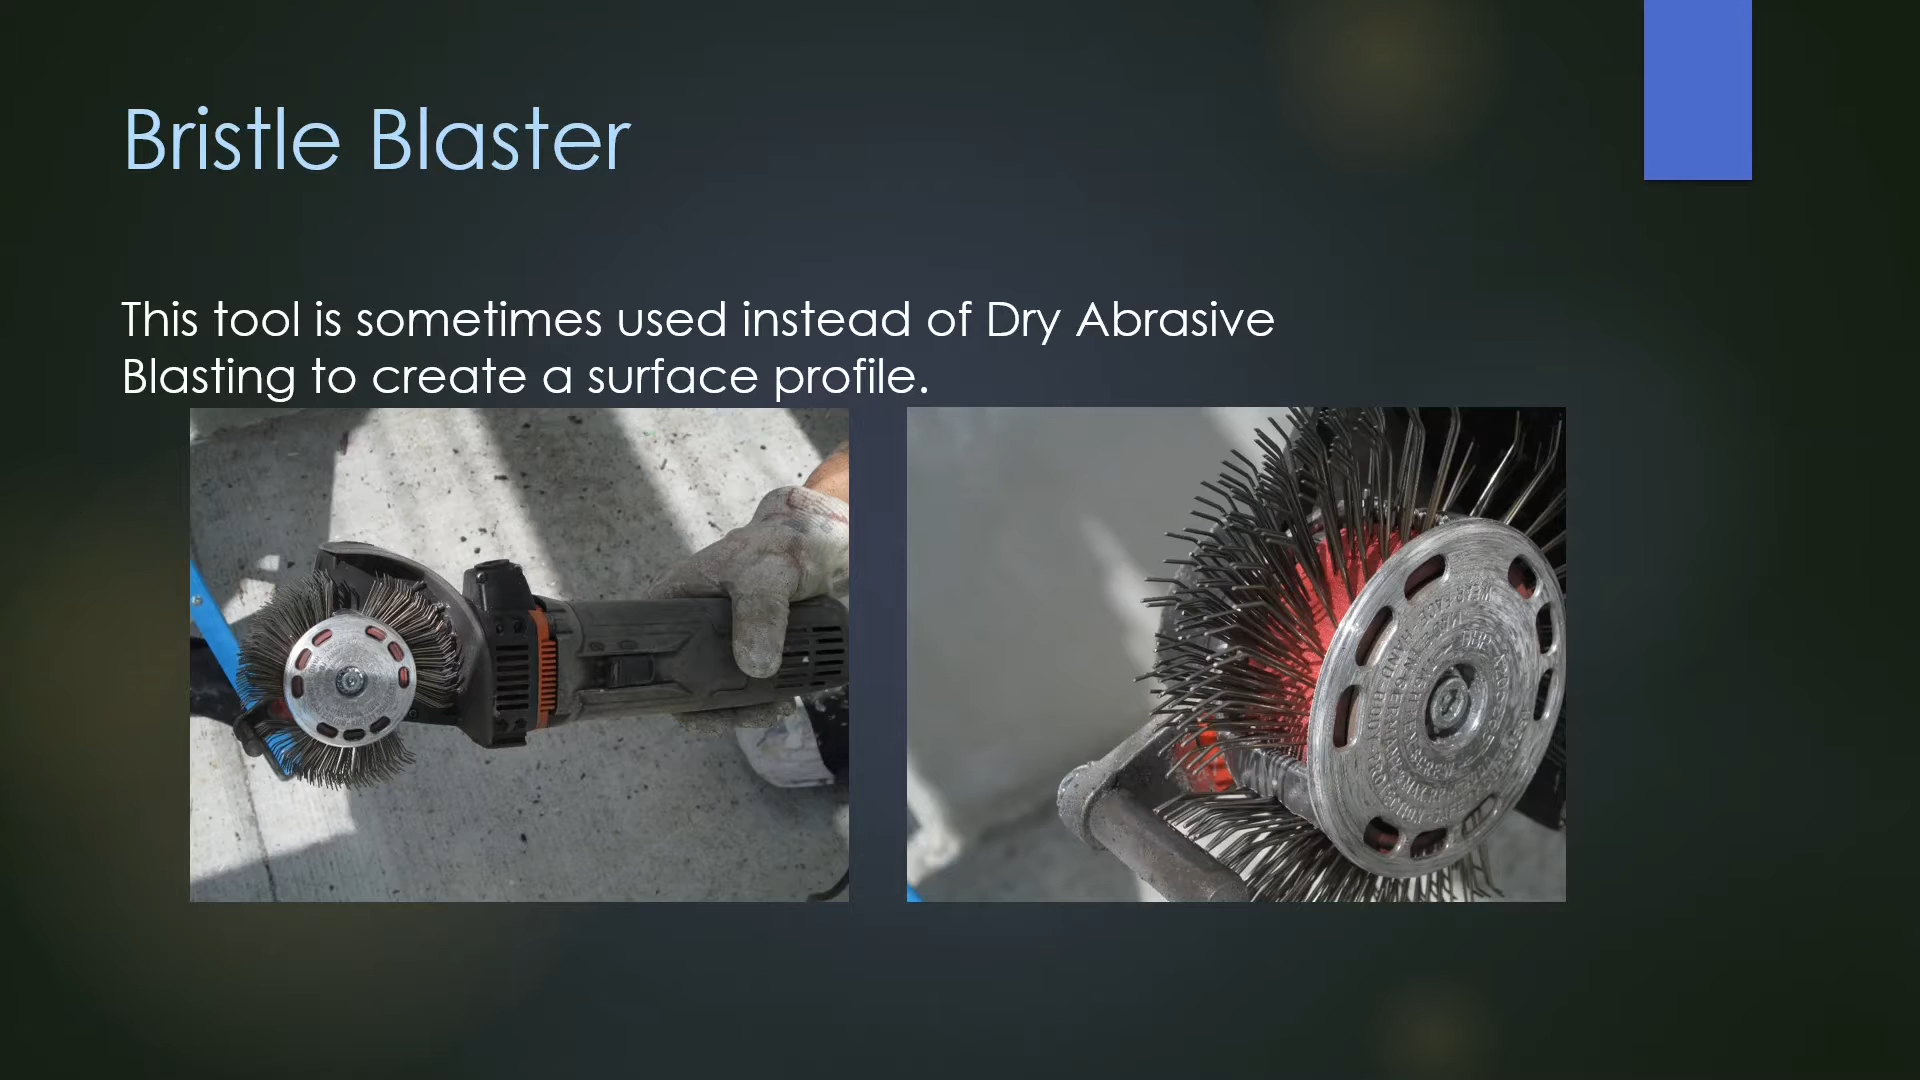 Bristle Blaster
This tool is sometimes used instead of Dry Abrasive
Blasting to create a surface profile.